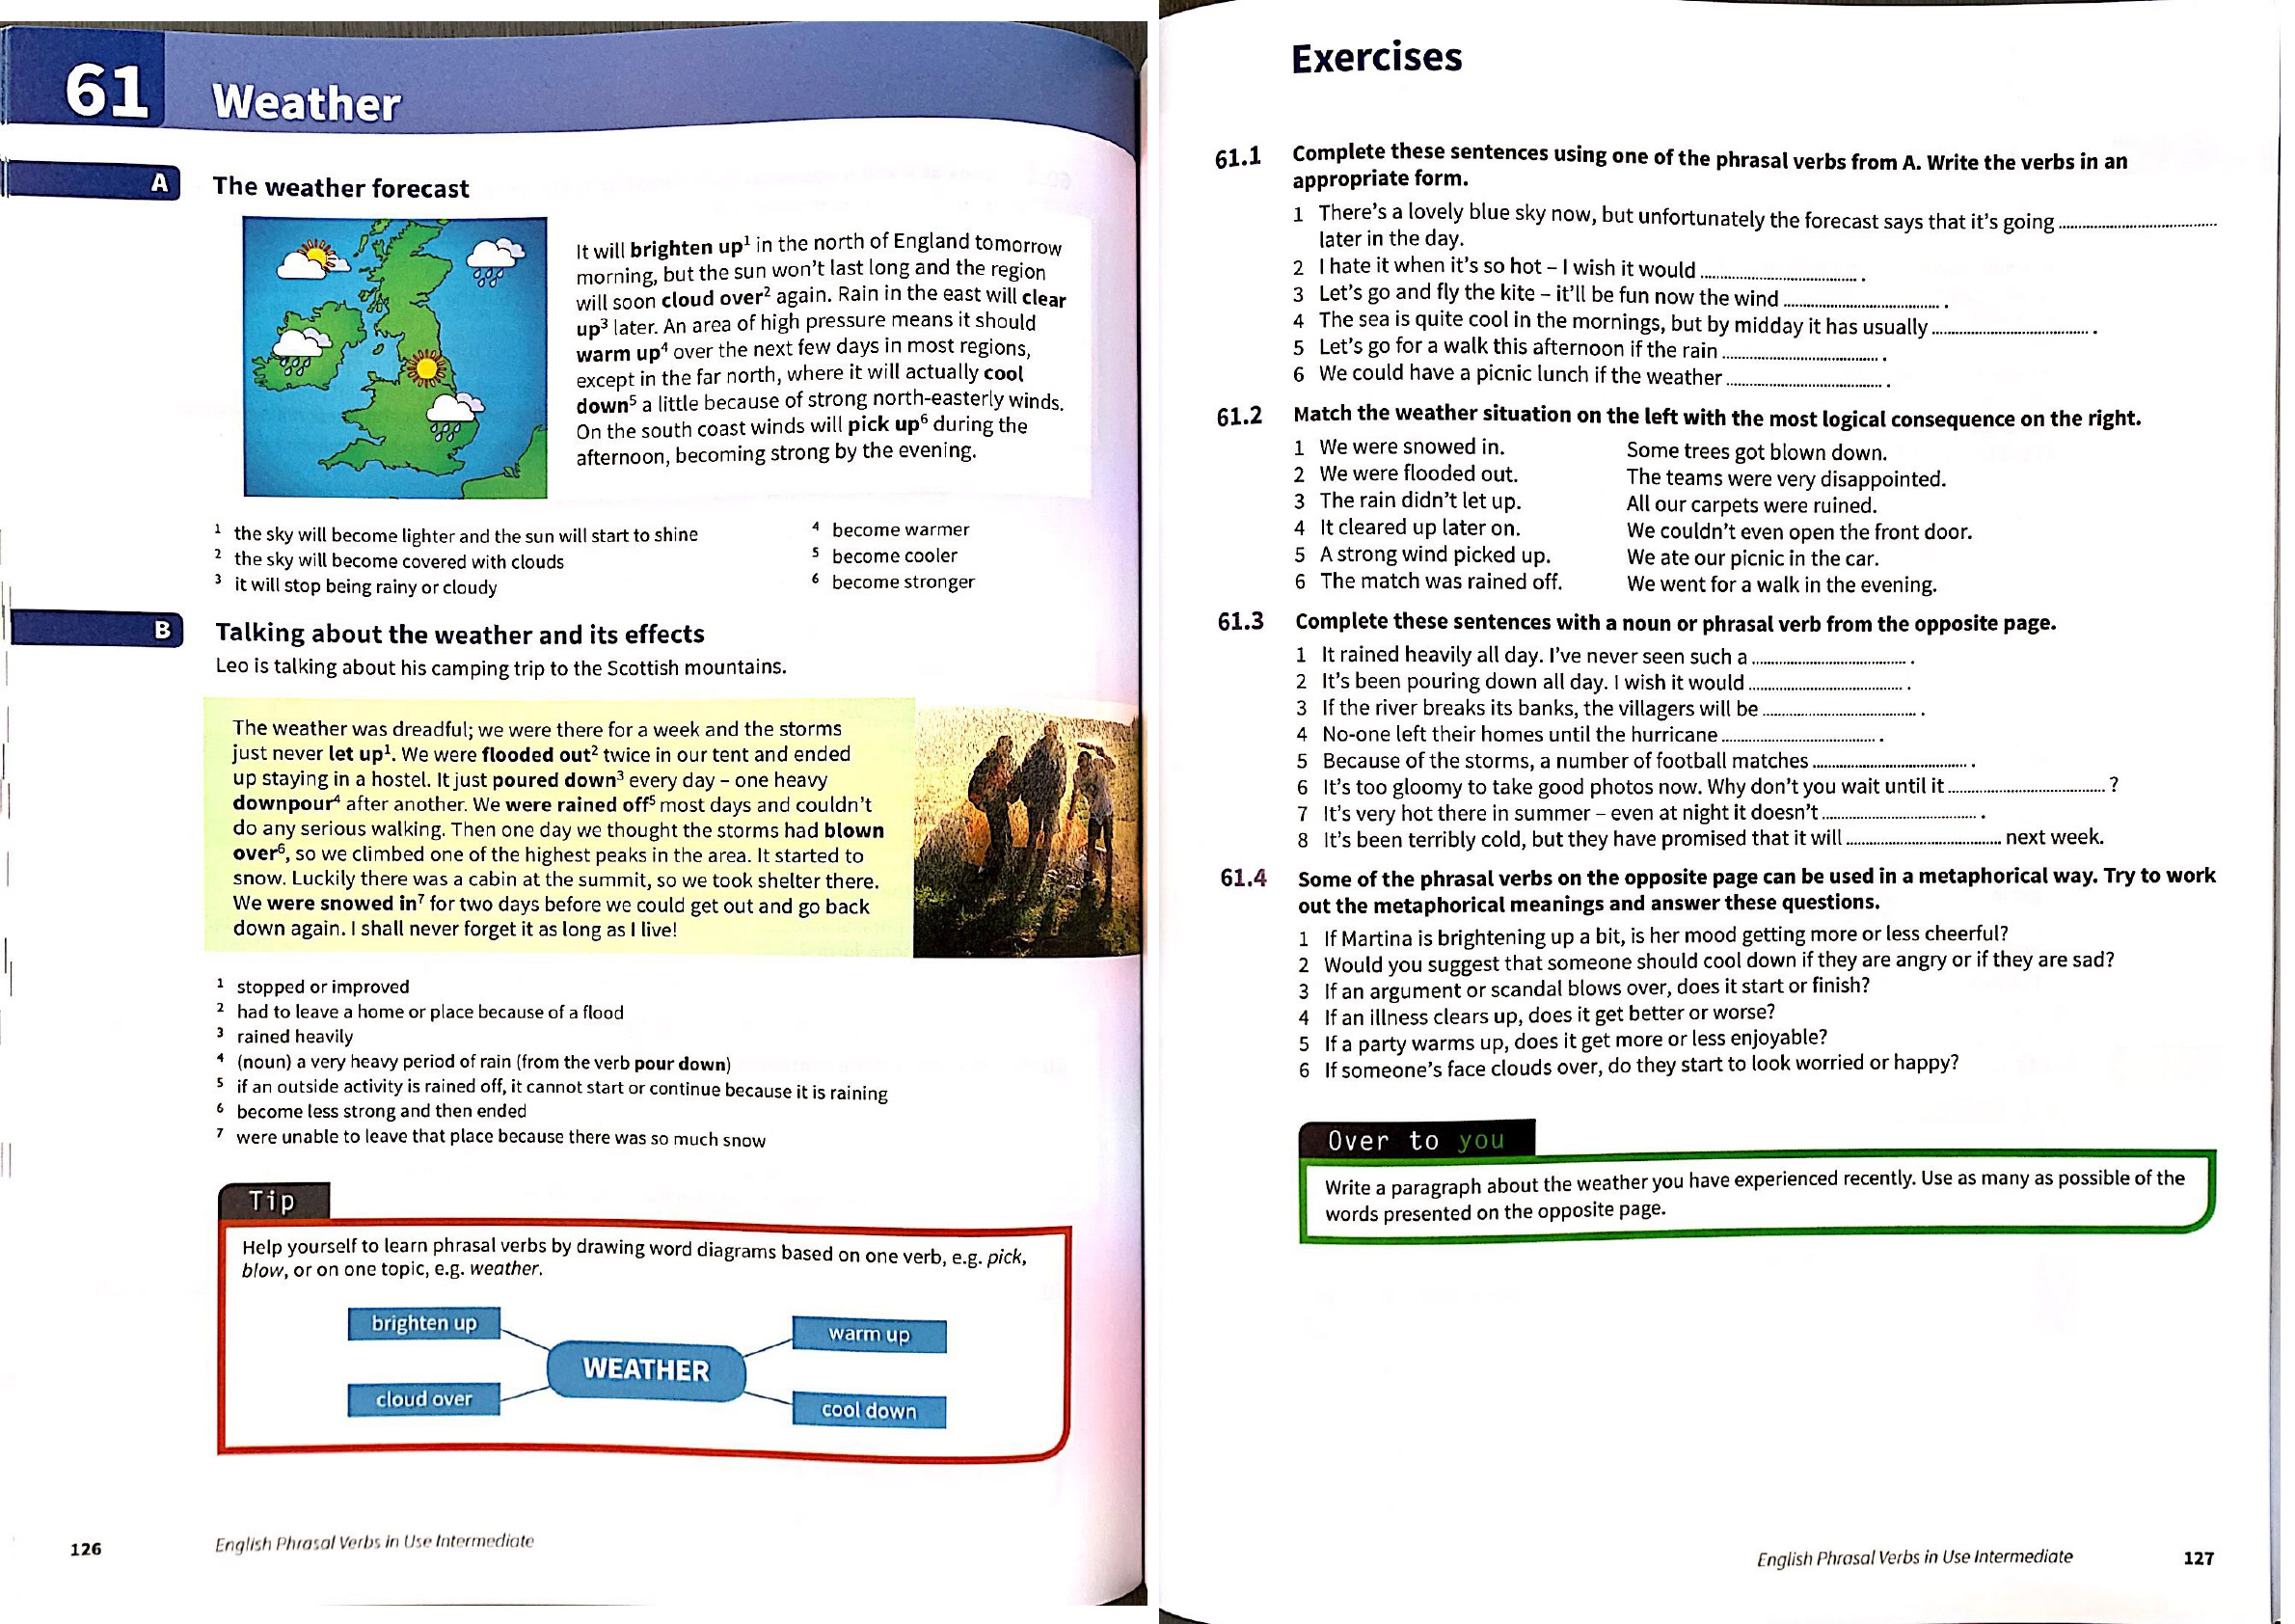 61
Weather
A
The weather forecast
It will brighten up¹ in the north of England tomorrow
morning, but the sun won't last long and the region
will soon cloud over² again. Rain in the east will clear
up³ later. An area of high pressure means it should
warm up⁴ over the next few days in most regions,
except in the far north, where it will actually cool
down⁵ a little because of strong north-easterly winds.
On the south coast winds will pick up⁶ during the
afternoon, becoming strong by the evening.
¹ the sky will become lighter and the sun will start to shine
² the sky will become covered with clouds
³ it will stop being rainy or cloudy
⁴ become warmer
⁵ become cooler
⁶ become stronger
B
Talking about the weather and its effects
Leo is talking about his camping trip to the Scottish mountains.
The weather was dreadful; we were there for a week and the storms
just never let up¹. We were flooded out² twice in our tent and ended
up staying in a hostel. It just poured down³ every day – one heavy
downpour⁴ after another. We were rained off⁵ most days and couldn't
do any serious walking. Then one day we thought the storms had blown
over⁶, so we climbed one of the highest peaks in the area. It started to
snow. Luckily there was a cabin at the summit, so we took shelter there.
We were snowed in⁷ for two days before we could get out and go back
down again. I shall never forget it as long as I live!
¹ stopped or improved
² had to leave a home or place because of a flood
³ rained heavily
⁴ (noun) a very heavy period of rain (from the verb pour down)
⁵ if an outside activity is rained off, it cannot start or continue because it is raining
⁶ become less strong and then ended
⁷ were unable to leave that place because there was so much snow
Tip
Help yourself to learn phrasal verbs by drawing word diagrams based on one verb, e.g. pick,
blow, or on one topic, e.g. weather.
brighten up
warm up
WEATHER
cloud over
cool down
126
English Phrasal Verbs in Use Intermediate
Exercises
61.1 Complete these sentences using one of the phrasal verbs from A. Write the verbs in an
appropriate form.
1 There's a lovely blue sky now, but unfortunately the forecast says that it's going ....................
later in the day.
2 I hate it when it's so hot – I wish it would .................... .
3 Let's go and fly the kite – it'll be fun now the wind .................... .
4 The sea is quite cool in the mornings, but by midday it has usually .................... .
5 Let's go for a walk this afternoon if the rain .................... .
6 We could have a picnic lunch if the weather .................... .
61.2 Match the weather situation on the left with the most logical consequence on the right.
1 We were snowed in. Some trees got blown down.
2 We were flooded out. The teams were very disappointed.
3 The rain didn't let up. All our carpets were ruined.
4 It cleared up later on. We couldn't even open the front door.
5 A strong wind picked up. We ate our picnic in the car.
6 The match was rained off. We went for a walk in the evening.
61.3 Complete these sentences with a noun or phrasal verb from the opposite page.
1 It rained heavily all day. I've never seen such a .................... .
2 It's been pouring down all day. I wish it would .................... .
3 If the river breaks its banks, the villagers will be .................... .
4 No-one left their homes until the hurricane .................... .
5 Because of the storms, a number of football matches .................... .
6 It's too gloomy to take good photos now. Why don't you wait until it .................... ?
7 It's very hot there in summer – even at night it doesn't .................... .
8 It's been terribly cold, but they have promised that it will .................... next week.
61.4 Some of the phrasal verbs on the opposite page can be used in a metaphorical way. Try to work
out the metaphorical meanings and answer these questions.
1 If Martina is brightening up a bit, is her mood getting more or less cheerful?
2 Would you suggest that someone should cool down if they are angry or if they are sad?
3 If an argument or scandal blows over, does it start or finish?
4 If an illness clears up, does it get better or worse?
5 If a party warms up, does it get more or less enjoyable?
6 If someone's face clouds over, do they start to look worried or happy?
Over to you
Write a paragraph about the weather you have experienced recently. Use as many as possible of the
words presented on the opposite page.
English Phrasal Verbs in Use Intermediate
127